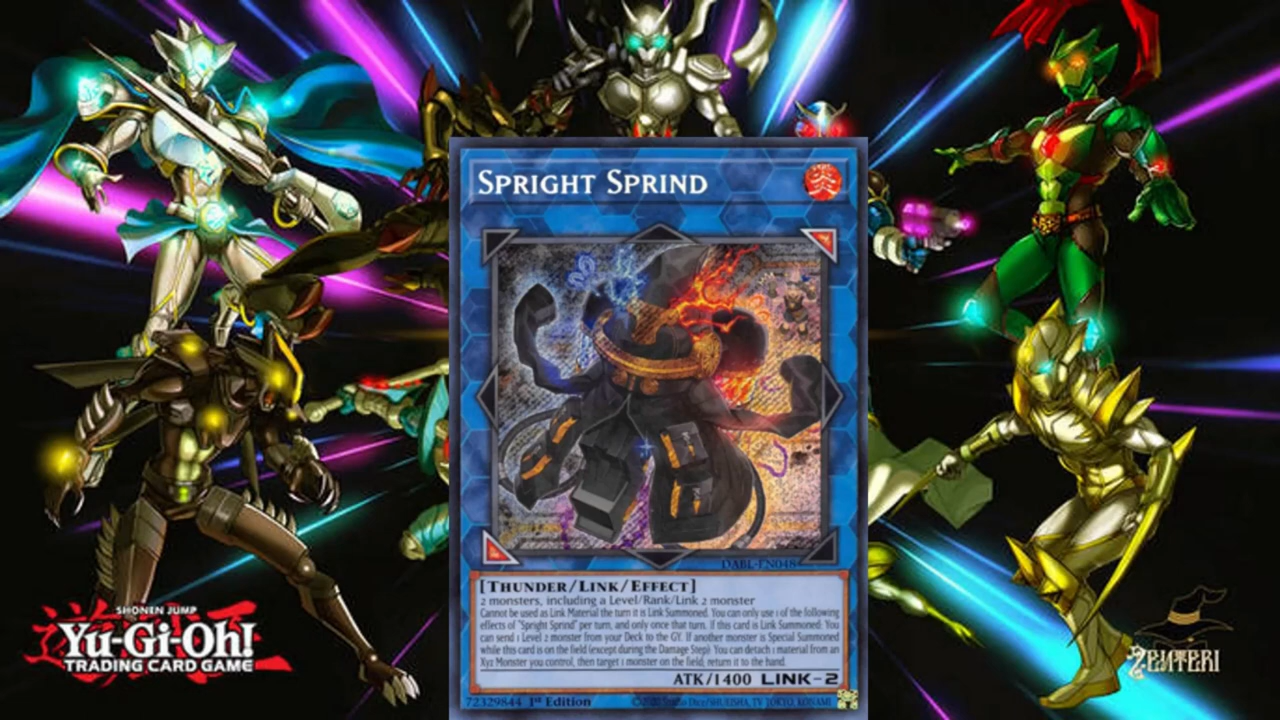 SPRIGHT SPRIND
炎
DABL-EN048
[THUNDER/LINK/EFFECT]
2 monsters, including a Level/Rank/Link 2 monster
Cannot be used as Link Material the turn it is Link Summoned. You can only use 1 of the following
effects of "Spright Sprind" per turn, and only once that turn. If this card is Link Summoned: You
can send 1 Level 2 monster from your Deck to the GY. If another monster is Special Summoned
while this card is on the field (except during the Damage Step): You can detach 1 material from an
Xyz Monster you control, then target 1 monster on the field, return it to the hand.
ATK/1400 LINK-2
72329844 1st Edition
SHONEN JUMP
Yu-Gi-Oh!
TRADING CARD GAME
ZENTERI